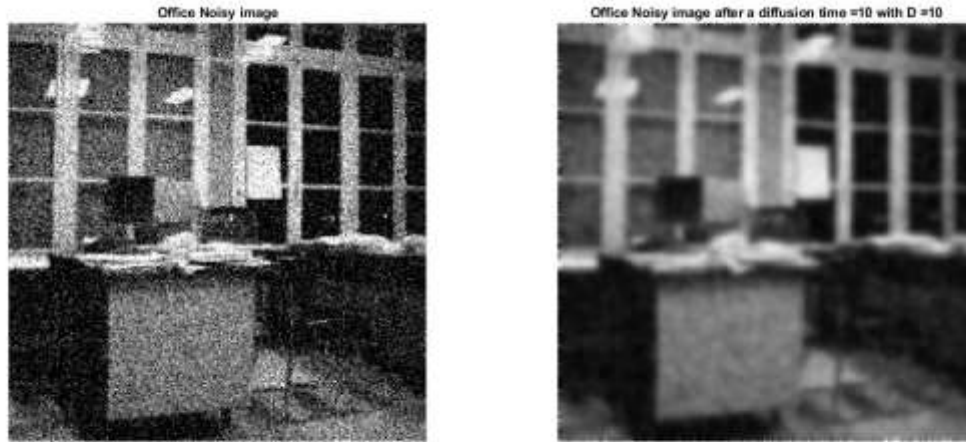 Office Noisy image
Office Noisy image after a diffusion time =10 with D =10